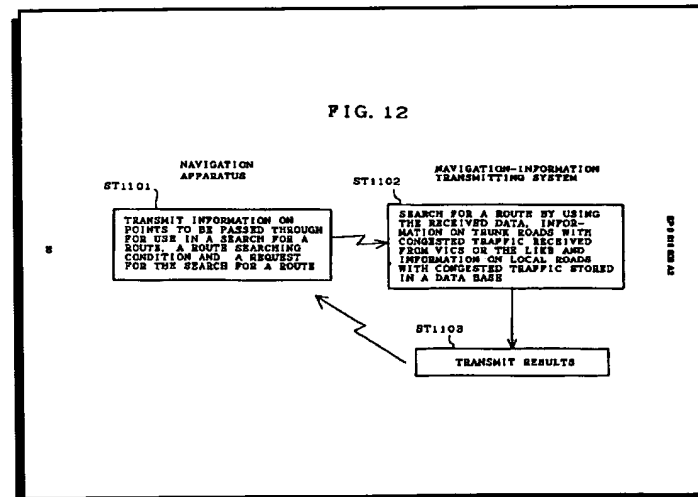 FIG. 12
NAVIGATION
APPARATUS
ST1101
TRANSMIT INFORMATION ON
POINTS TO BE PASSED THROUGH
FOR USE IN A SEARCH FOR A
ROUTE, A ROUTE SEARCHING
CONDITION AND A REQUEST
FOR THE SEARCH FOR A ROUTE
NAVIGATION-INFORMATION
TRANSMITTING SYSTEM
ST1102
SEARCH FOR A ROUTE BY USING
THE RECEIVED DATA, INFOR-
MATION ON TRUNK ROADS WITH
CONGESTED TRAFFIC RECEIVED
FROM VICS OR THE LIKE AND
INFORMATION ON LOCAL ROADS
WITH CONGESTED TRAFFIC STORED
IN A DATA BASE
ST1103
TRANSMIT RESULTS